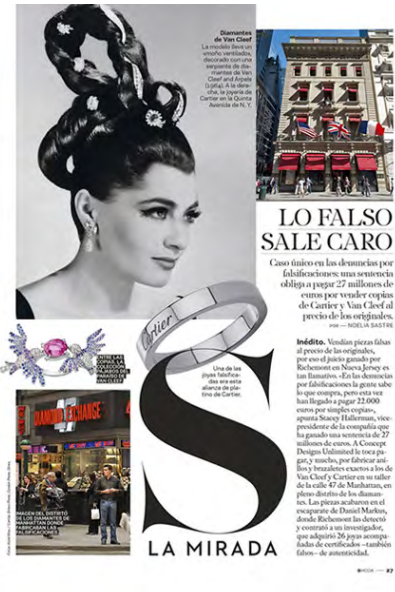 Diamantes
de Van Cleef
La modelo lleve un
moño ventilado,
decorado con una
serpiente de dia-
mantes de Van
Cleef and Arpels
(1964). A la dere-
cha, la joyería de
Cartier en la Quinta
Avenida de N. Y.
LO FALSO
SALE CARO
Caso único en las denuncias por
falsificaciones: una sentencia
obliga a pagar 27 millones de
euros por vender copias
de Cartier y Van Cleef al
precio de los originales.
POR — NOELIA SASTRE
Cartier
ENTRE LAS
COPIAS, LA
COLECCIÓN
PÁJAROS DEL
PARAÍSO DE
VAN CLEEF.
Una de las
joyas falsifica-
das era esta
alianza de pla-
tino de Cartier.
Inédito. Vendían piezas falsas
al precio de las originales,
por eso el juicio ganado por
Richemont en Nueva Jersey es
tan llamativo. «En las denuncias
por falsificaciones la gente sabe
lo que compra, pero esta vez
han llegado a pagar 22.000
euros por simples copias»,
apunta Stacey Hallerman, vice-
presidente de la compañía que
ha ganado una sentencia de 27
millones de euros. A Concept
Designs Unlimited le toca pa-
gar, y mucho, por fabricar ani-
llos y brazaletes exactos a los de
Van Cleef y Cartier en su taller
de la calle 47 de Manhattan, en
pleno distrito de los diaman-
tes. Las piezas acabaron en el
escaparate de Daniel Markus,
donde Richemont las detectó
y contrató a un investigador,
que adquirió 26 joyas acompa-
ñadas de certificados –también
falsos– de autenticidad.
DIAMOND EXCHANGE
IMAGEN DEL DISTRITO
DE LOS DIAMANTES DE
MANHATTAN DONDE
FABRICABAN LAS
FALSIFICACIONES.
S
LA MIRADA
SMODA — 27